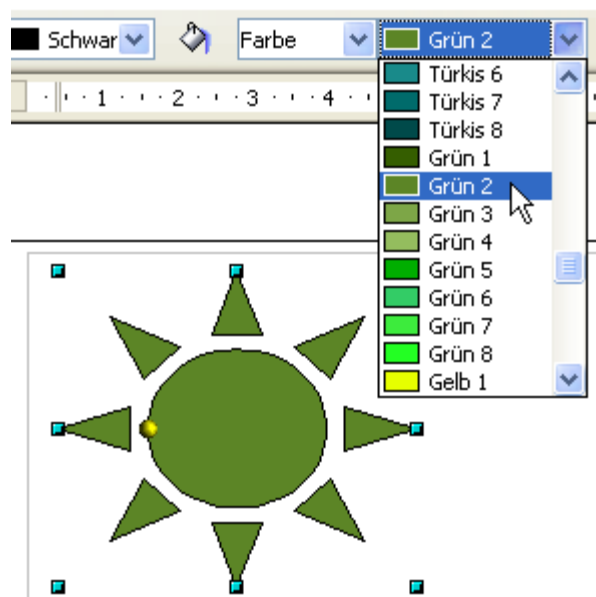 Schwar Farbe Grün 2
1 2 3 4
Türkis 6
Türkis 7
Türkis 8
Grün 1
Grün 2
Grün 3
Grün 4
Grün 5
Grün 6
Grün 7
Grün 8
Gelb 1